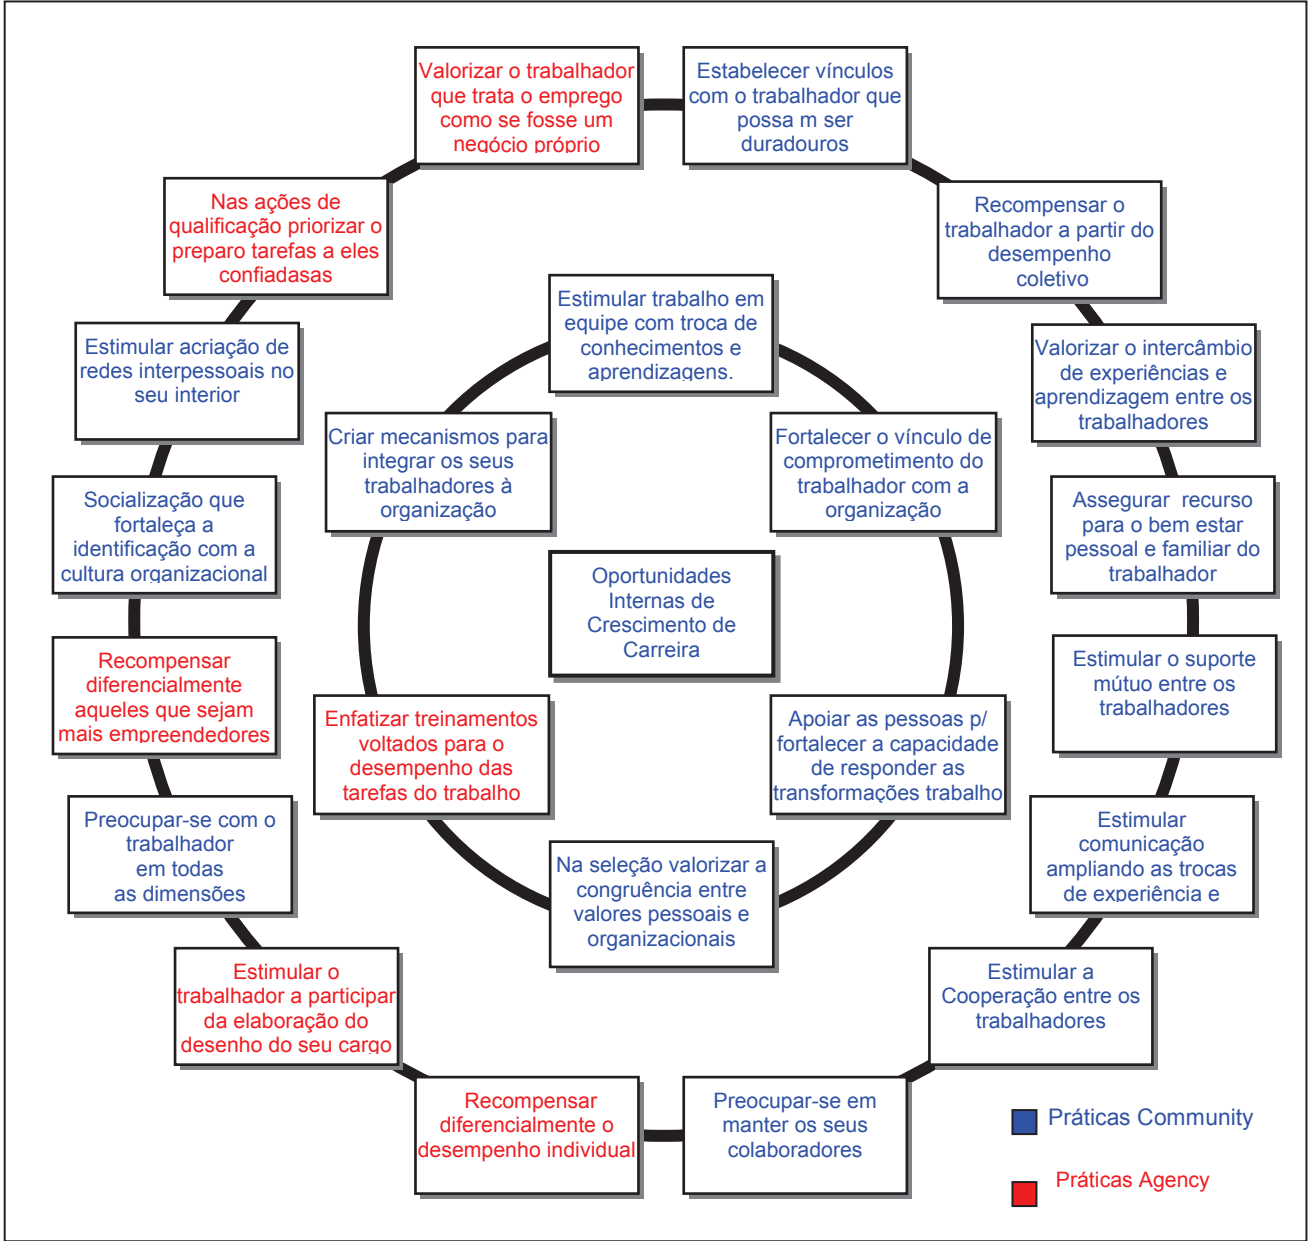 Valorizar o trabalhador
que trata o emprego
como se fosse um
negócio próprio
Estabelecer vínculos
com o trabalhador que
possa m ser
duradouros
Nas ações de
qualificação priorizar o
preparo tarefas a eles
confiadasas
Recompensar o
trabalhador a partir do
desempenho
coletivo
Estimular trabalho em
equipe com troca de
conhecimentos e
aprendizagens.
Estimular acriação de
redes interpessoais no
seu interior
Valorizar o intercâmbio
de experiências e
aprendizagem entre os
trabalhadores
Criar mecanismos para
integrar os seus
trabalhadores à
organização
Fortalecer o vínculo de
comprometimento do
trabalhador com a
organização
Socialização que
fortaleça a
identificação com a
cultura organizacional
Assegurar recurso
para o bem estar
pessoal e familiar do
trabalhador
Oportunidades
Internas de
Crescimento de
Carreira
Recompensar
diferencialmente
aqueles que sejam
mais empreendedores
Estimular o suporte
mútuo entre os
trabalhadores
Enfatizar treinamentos
voltados para o
desempenho das
tarefas do trabalho
Apoiar as pessoas p/
fortalecer a capacidade
de responder as
transformações trabalho
Preocupar-se com o
trabalhador
em todas
as dimensões
Estimular
comunicação
ampliando as trocas
de experiência e
Na seleção valorizar a
congruência entre
valores pessoais e
organizacionais
Estimular o
trabalhador a participar
da elaboração do
desenho do seu cargo
Estimular a
Cooperação entre os
trabalhadores
Recompensar
diferencialmente o
desempenho individual
Preocupar-se em
manter os seus
colaboradores
Práticas Community
Práticas Agency